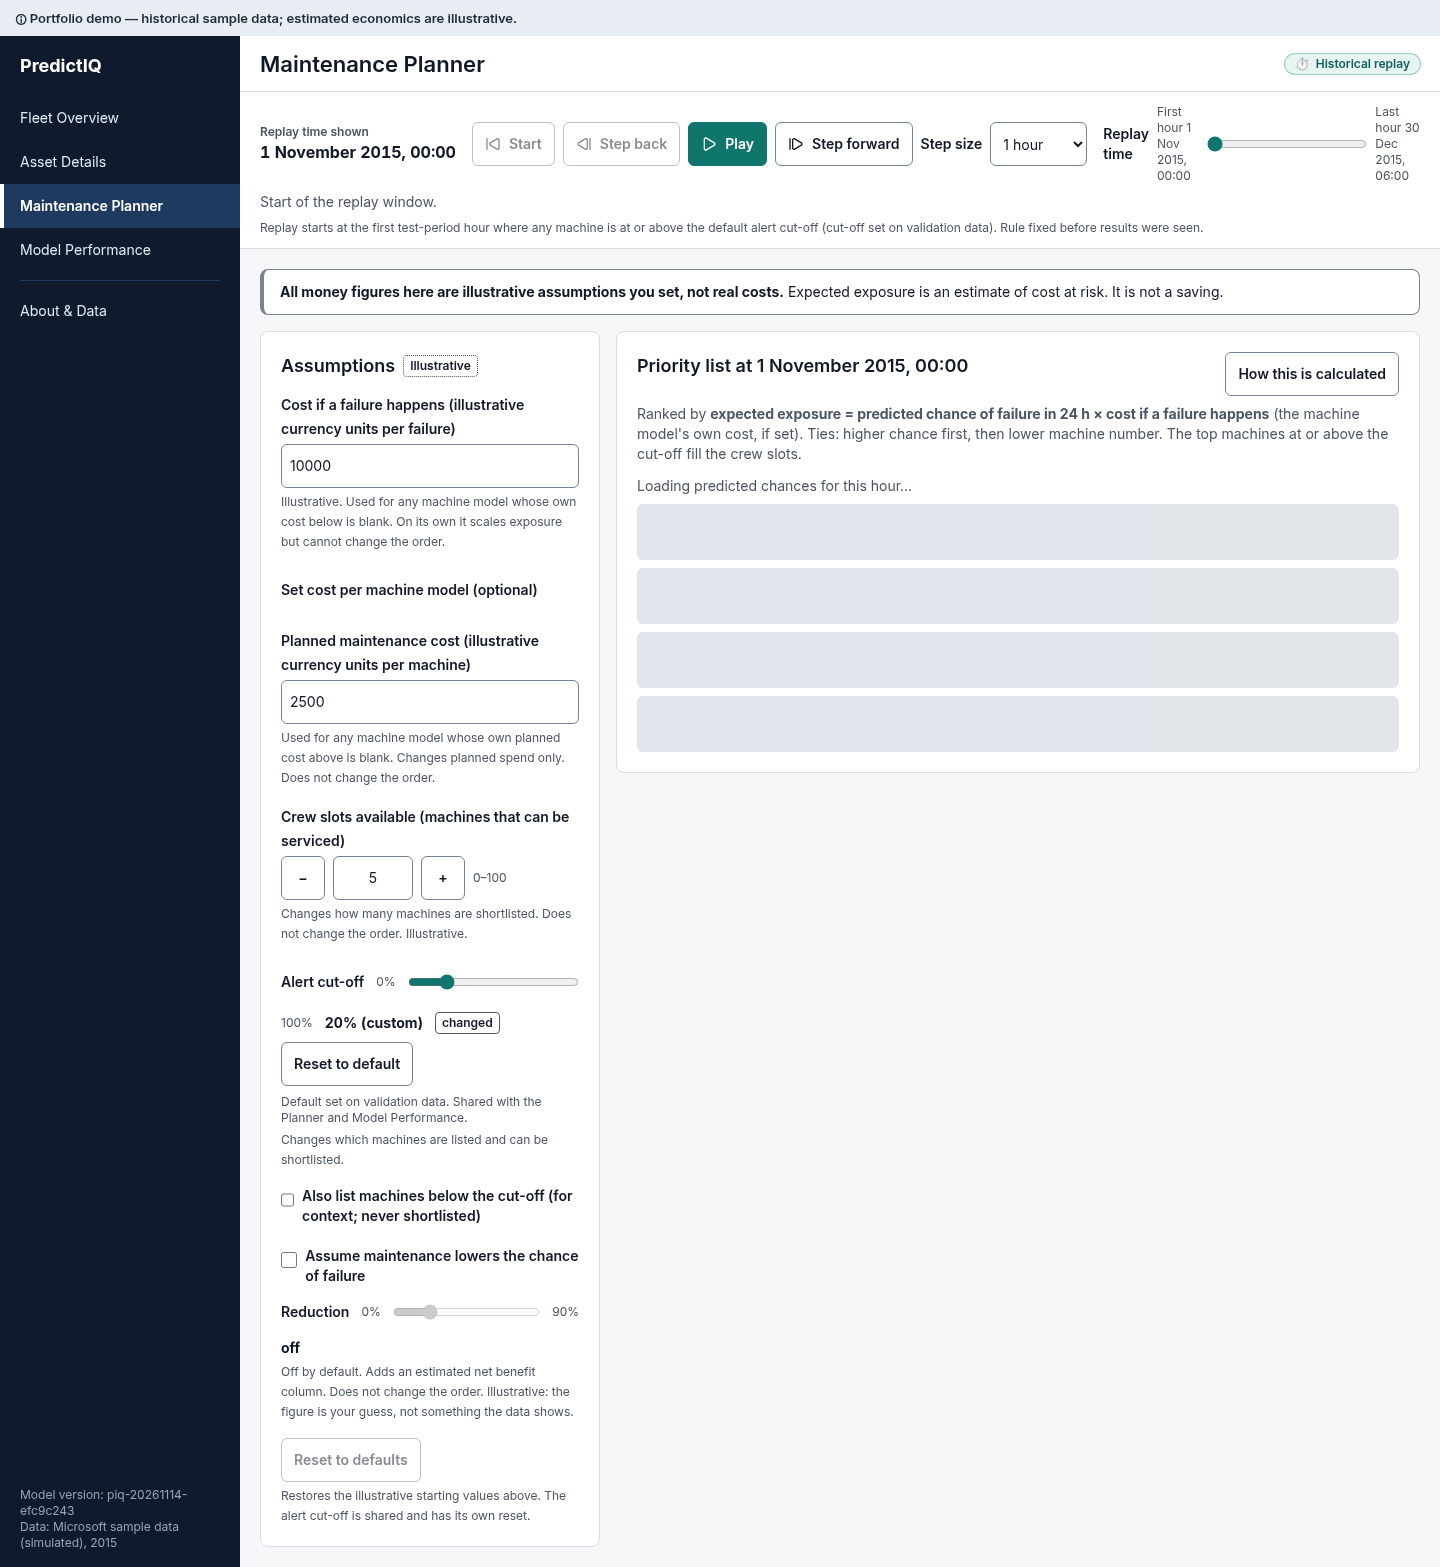 Portfolio demo — historical sample data; estimated economics are illustrative.
PredictIQ
Fleet Overview
Asset Details
Maintenance Planner
Model Performance
About & Data
Model version: piq-20261114-
efc9c243
Data: Microsoft sample data
(simulated), 2015
Maintenance Planner
Historical replay
Replay time shown
1 November 2015, 00:00
Start
Step back
Play
Step forward
Step size
1 hour
Replay
time
First
hour 1
Nov
2015,
00:00
Last
hour 30
Dec
2015,
06:00
Start of the replay window.
Replay starts at the first test-period hour where any machine is at or above the default alert cut-off (cut-off set on validation data). Rule fixed before results were seen.
All money figures here are illustrative assumptions you set, not real costs. Expected exposure is an estimate of cost at risk. It is not a saving.
Assumptions
Illustrative
Cost if a failure happens (illustrative
currency units per failure)
10000
Illustrative. Used for any machine model whose own
cost below is blank. On its own it scales exposure
but cannot change the order.
Set cost per machine model (optional)
Planned maintenance cost (illustrative
currency units per machine)
2500
Used for any machine model whose own planned
cost above is blank. Changes planned spend only.
Does not change the order.
Crew slots available (machines that can be
serviced)
−
5
+
0–100
Changes how many machines are shortlisted. Does
not change the order. Illustrative.
Alert cut-off
0%
100%
20% (custom)
changed
Reset to default
Default set on validation data. Shared with the
Planner and Model Performance.
Changes which machines are listed and can be
shortlisted.
Also list machines below the cut-off (for
context; never shortlisted)
Assume maintenance lowers the chance
of failure
Reduction
0%
90%
off
Off by default. Adds an estimated net benefit
column. Does not change the order. Illustrative: the
figure is your guess, not something the data shows.
Reset to defaults
Restores the illustrative starting values above. The
alert cut-off is shared and has its own reset.
Priority list at 1 November 2015, 00:00
How this is calculated
Ranked by expected exposure = predicted chance of failure in 24 h × cost if a failure happens (the machine
model's own cost, if set). Ties: higher chance first, then lower machine number. The top machines at or above the
cut-off fill the crew slots.
Loading predicted chances for this hour...